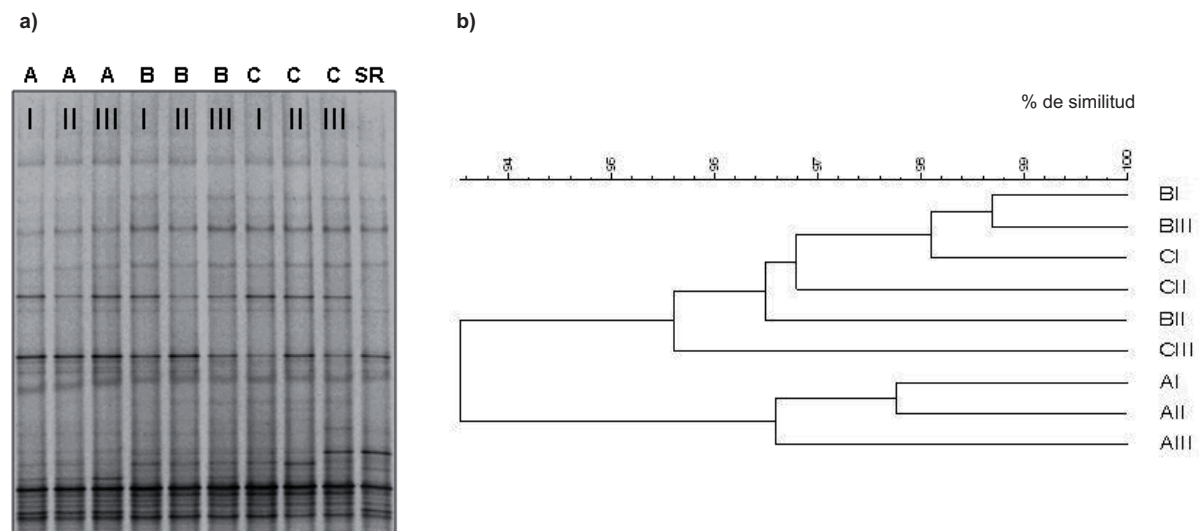 a)
A A A B B B C C C SR
I II III I II III I II III
b)
% de similitud
94 95 96 97 98 99 100
BI
BIII
CI
CII
BII
CIII
AI
AII
AIII